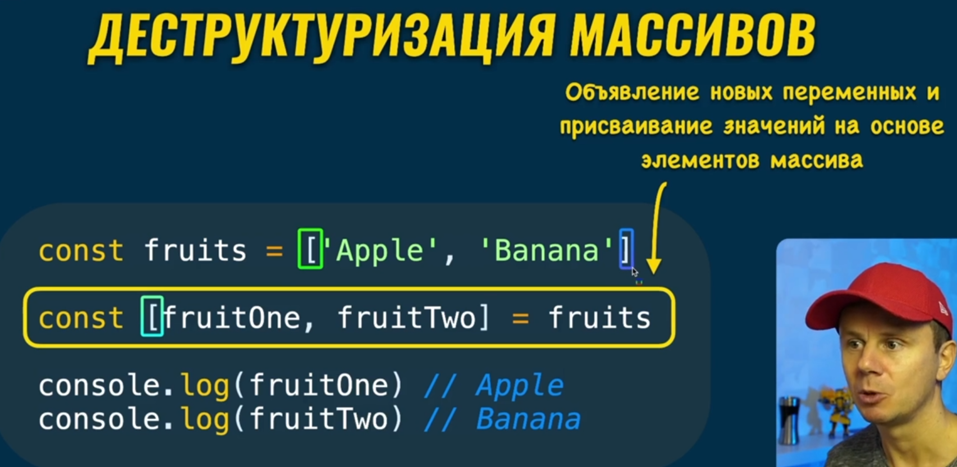 ДЕСТРУКТУРИЗАЦИЯ МАССИВОВ
Объявление новых переменных и
присваивание значений на основе
элементов массива
const fruits = ['Apple', 'Banana']
const [fruitOne, fruitTwo] = fruits
console.log(fruitOne) // Apple
console.log(fruitTwo) // Banana